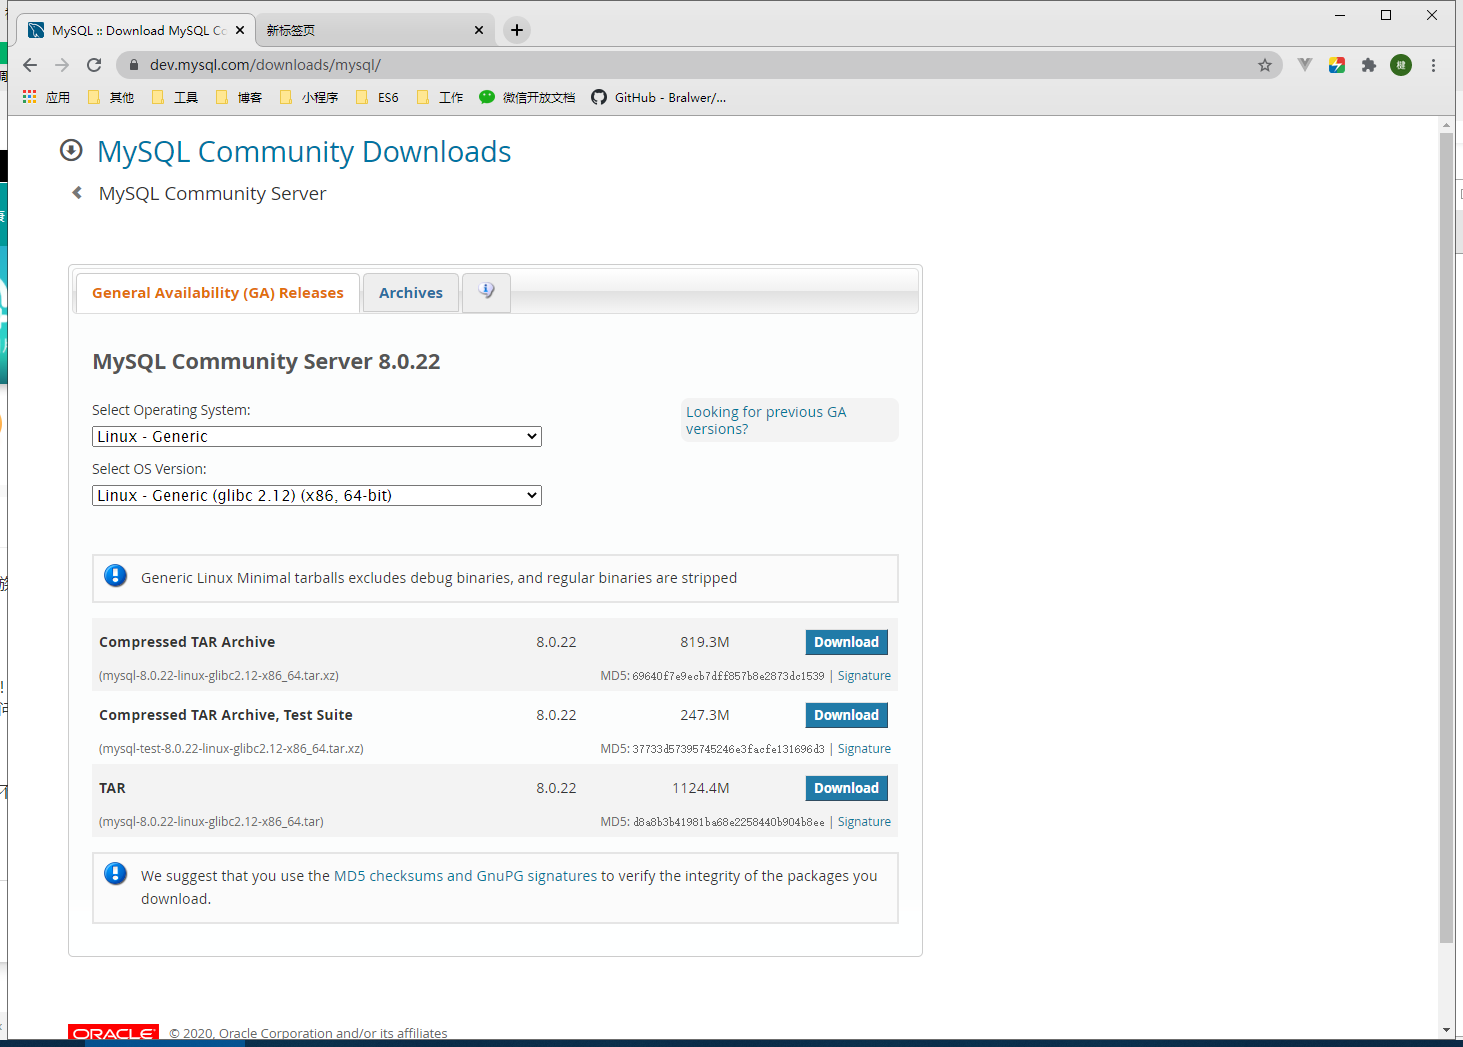 MySQL :: Download MySQL Co
新标签页
dev.mysql.com/downloads/mysql/
应用 其他 工具 博客 小程序 ES6 工作 微信开放文档 GitHub - Bralwer/...
MySQL Community Downloads
MySQL Community Server
General Availability (GA) Releases
Archives
MySQL Community Server 8.0.22
Select Operating System:
Looking for previous GA
versions?
Linux - Generic
Select OS Version:
Linux - Generic (glibc 2.12) (x86, 64-bit)
Generic Linux Minimal tarballs excludes debug binaries, and regular binaries are stripped
Compressed TAR Archive 8.0.22 819.3M Download
(mysql-8.0.22-linux-glibc2.12-x86_64.tar.xz) MD5: 69640f7e9ecb7dff857b8e2873dc1539 | Signature
Compressed TAR Archive, Test Suite 8.0.22 247.3M Download
(mysql-test-8.0.22-linux-glibc2.12-x86_64.tar.xz) MD5: 37733d57395745246e3facfe131696d3 | Signature
TAR 8.0.22 1124.4M Download
(mysql-8.0.22-linux-glibc2.12-x86_64.tar) MD5: d8a8b3b41981ba68e2258440b904b8ee | Signature
We suggest that you use the MD5 checksums and GnuPG signatures to verify the integrity of the packages you
download.
ORACLE © 2020, Oracle Corporation and/or its affiliates